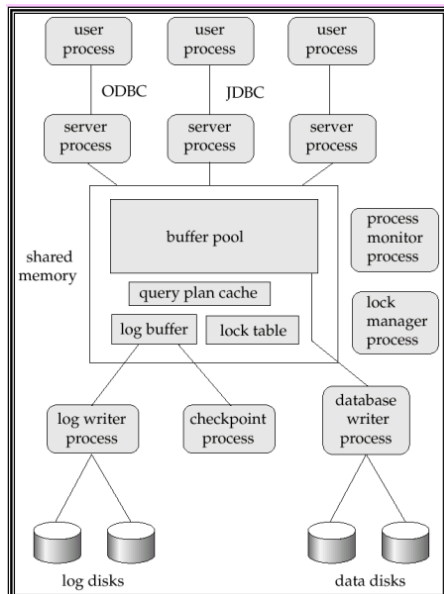 user
process
user
process
user
process
ODBC
JDBC
server
process
server
process
server
process
shared
memory
buffer pool
query plan cache
log buffer
lock table
process
monitor
process
lock
manager
process
log writer
process
checkpoint
process
database
writer
process
log disks
data disks